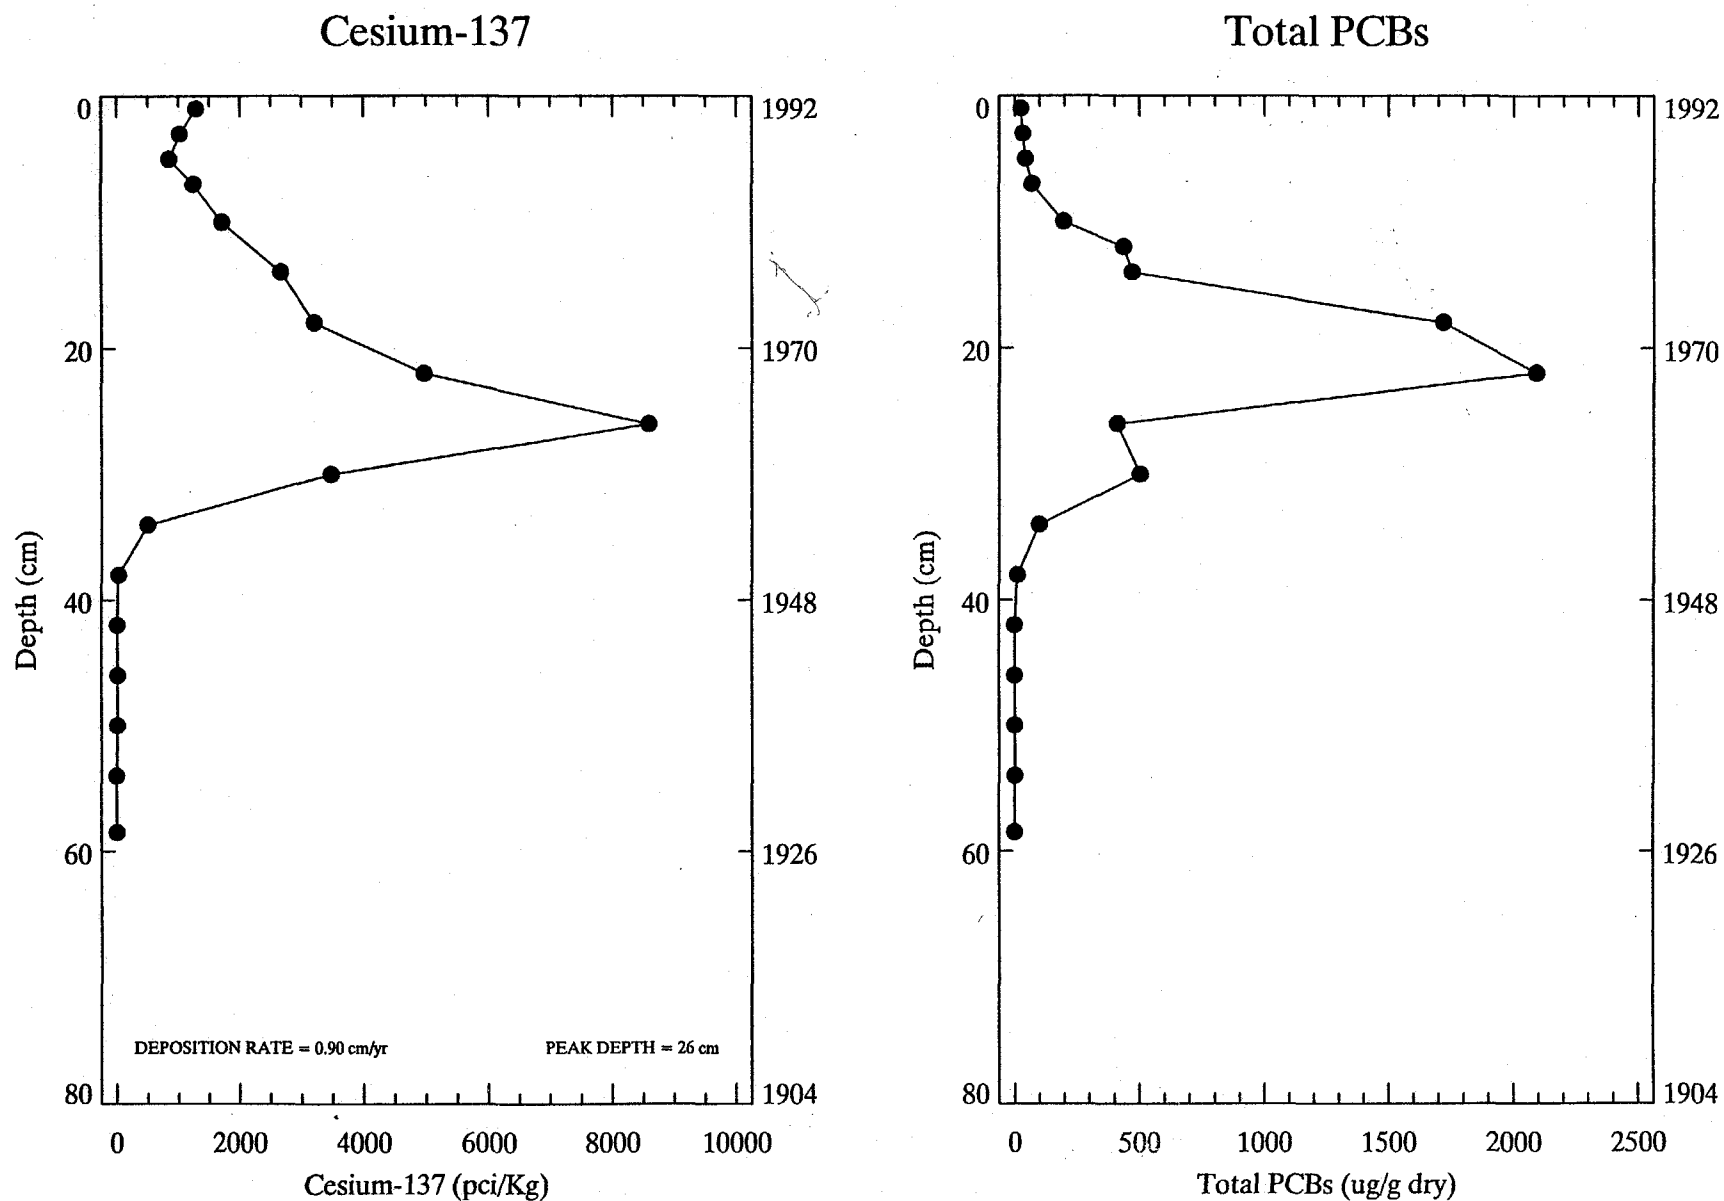 Cesium-137
0
20
40
60
80
Depth (cm)
1992
1970
1948
1926
1904
DEPOSITION RATE = 0.90 cm/yr
PEAK DEPTH = 26 cm
0 2000 4000 6000 8000 10000
Cesium-137 (pci/Kg)
Total PCBs
0
20
40
60
80
Depth (cm)
1992
1970
1948
1926
1904
0 500 1000 1500 2000 2500
Total PCBs (ug/g dry)